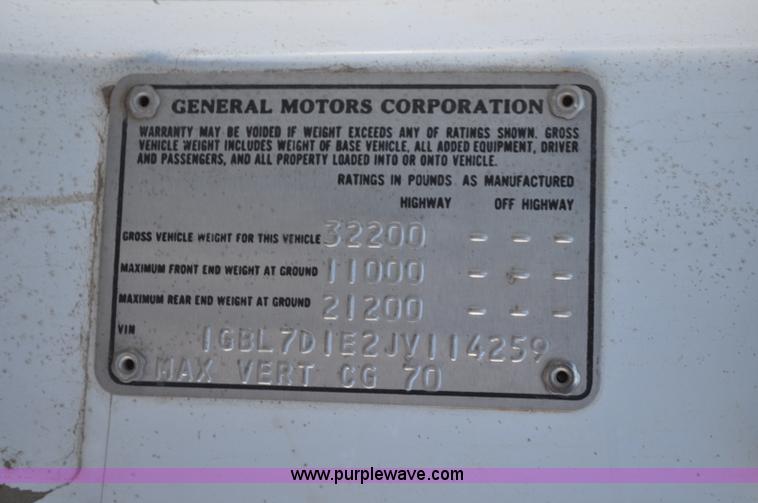 GENERAL MOTORS CORPORATION
WARRANTY MAY BE VOIDED IF WEIGHT EXCEEDS ANY OF RATINGS SHOWN. GROSS
VEHICLE WEIGHT INCLUDES WEIGHT OF BASE VEHICLE, ALL ADDED EQUIPMENT, DRIVER
AND PASSENGERS, AND ALL PROPERTY LOADED INTO OR ONTO VEHICLE.
RATINGS IN POUNDS AS MANUFACTURED
HIGHWAY OFF HIGHWAY
GROSS VEHICLE WEIGHT FOR THIS VEHICLE 32200 - - -
MAXIMUM FRONT END WEIGHT AT GROUND 11000 - - -
MAXIMUM REAR END WEIGHT AT GROUND 21200 - - -
VIN 1GBL7D1E2JV114259
MAX VERT CG 70
www.purplewave.com